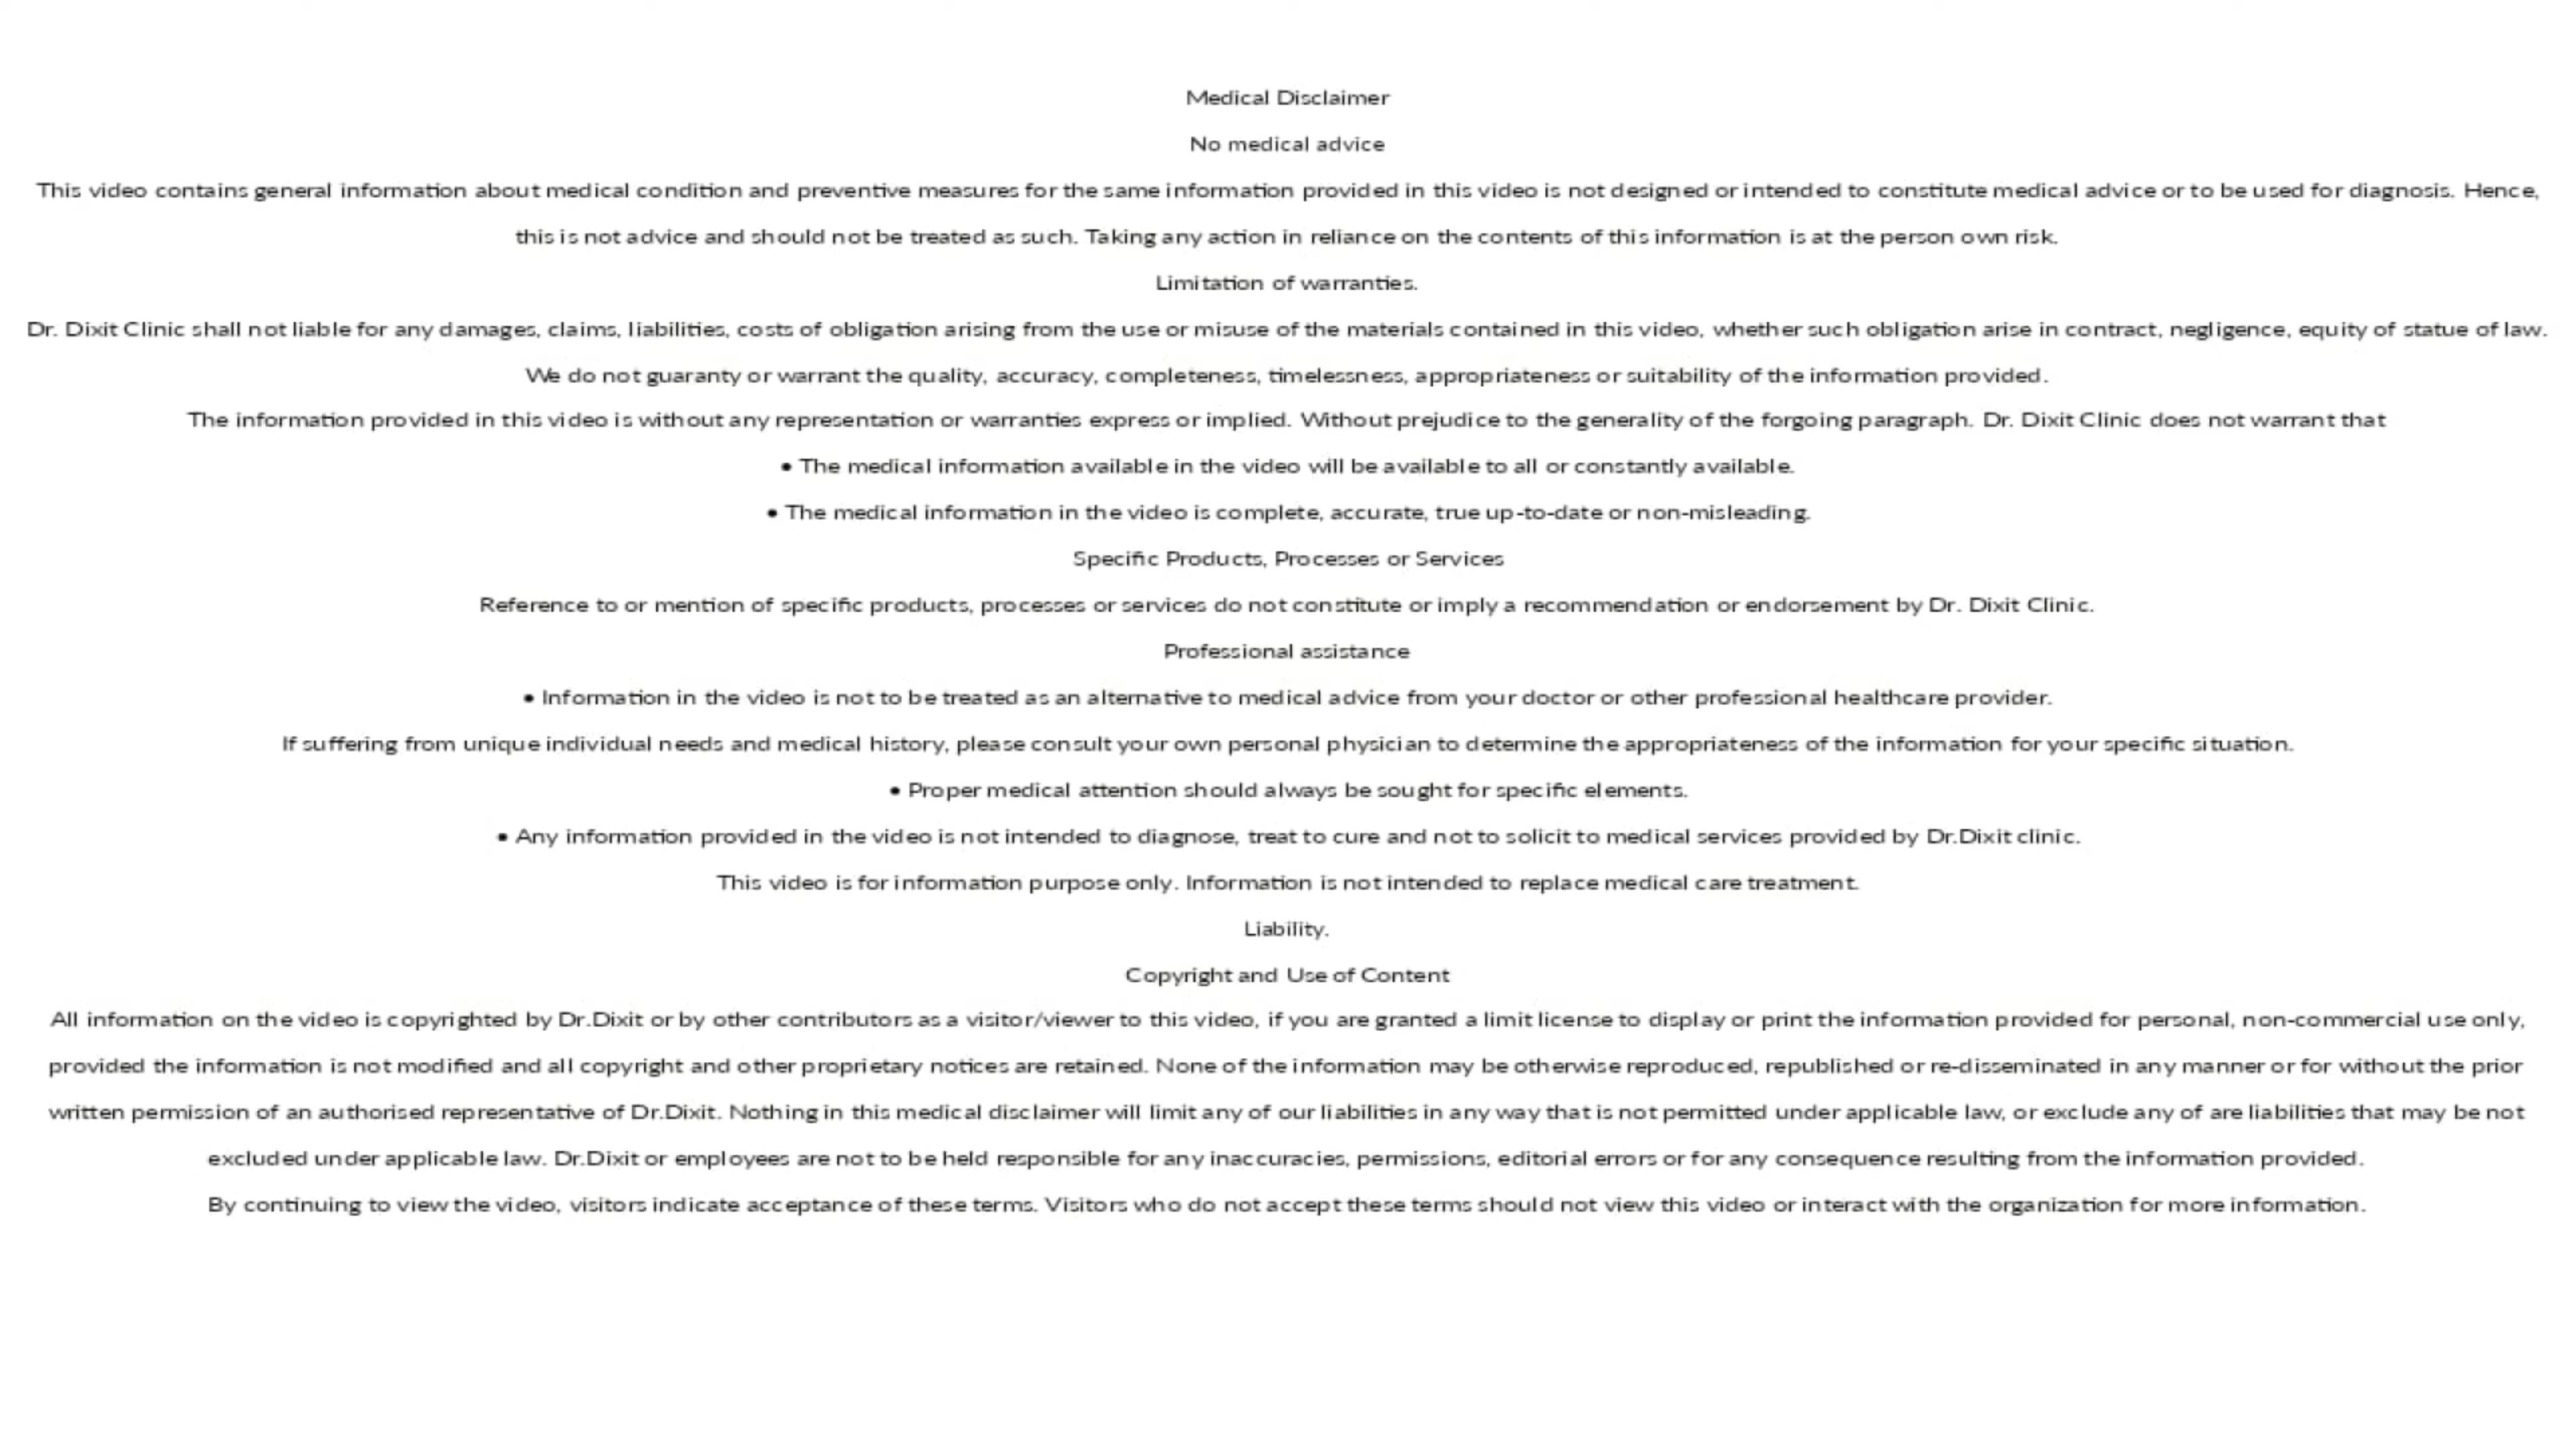 Medical Disclaimer
No medical advice
This video contains general information about medical condition and preventive measures for the same information provided in this video is not designed or intended to constitute medical advice or to be used for diagnosis. Hence,
this is not advice and should not be treated as such. Taking any action in reliance on the contents of this information is at the person own risk.
Limitation of warranties.
Dr. Dixit Clinic shall not liable for any damages, claims, liabilities, costs of obligation arising from the use or misuse of the materials contained in this video, whether such obligation arise in contract, negligence, equity of statue of law.
We do not guaranty or warrant the quality, accuracy, completeness, timelessness, appropriateness or suitability of the information provided.
The information provided in this video is without any representation or warranties express or implied. Without prejudice to the generality of the forgoing paragraph. Dr. Dixit Clinic does not warrant that
• The medical information available in the video will be available to all or constantly available.
• The medical information in the video is complete, accurate, true up-to-date or non-misleading.
Specific Products, Processes or Services
Reference to or mention of specific products, processes or services do not constitute or imply a recommendation or endorsement by Dr. Dixit Clinic.
Professional assistance
• Information in the video is not to be treated as an alternative to medical advice from your doctor or other professional healthcare provider.
If suffering from unique individual needs and medical history, please consult your own personal physician to determine the appropriateness of the information for your specific situation.
• Proper medical attention should always be sought for specific elements.
• Any information provided in the video is not intended to diagnose, treat to cure and not to solicit to medical services provided by Dr.Dixit clinic.
This video is for information purpose only. Information is not intended to replace medical care treatment.
Liability.
Copyright and Use of Content
All information on the video is copyrighted by Dr.Dixit or by other contributors as a visitor/viewer to this video, if you are granted a limit license to display or print the information provided for personal, non-commercial use only,
provided the information is not modified and all copyright and other proprietary notices are retained. None of the information may be otherwise reproduced, republished or re-disseminated in any manner or for without the prior
written permission of an authorised representative of Dr.Dixit. Nothing in this medical disclaimer will limit any of our liabilities in any way that is not permitted under applicable law, or exclude any of are liabilities that may be not
excluded under applicable law. Dr.Dixit or employees are not to be held responsible for any inaccuracies, permissions, editorial errors or for any consequence resulting from the information provided.
By continuing to view the video, visitors indicate acceptance of these terms. Visitors who do not accept these terms should not view this video or interact with the organization for more information.